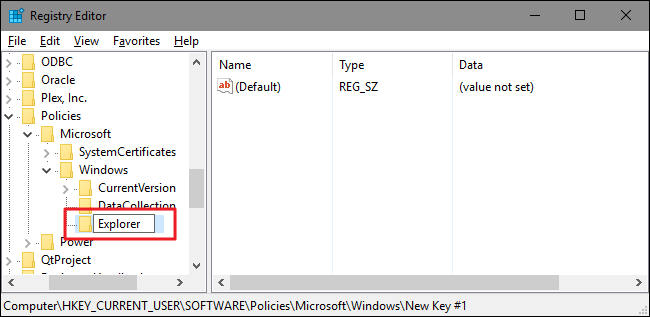 Registry Editor
File Edit View Favorites Help
ODBC
Oracle
Plex, Inc.
Policies
Microsoft
SystemCertificates
Windows
CurrentVersion
DataCollection
Explorer
Power
QtProject
Name Type Data
ab (Default) REG_SZ (value not set)
Computer\HKEY_CURRENT_USER\SOFTWARE\Policies\Microsoft\Windows\New Key #1